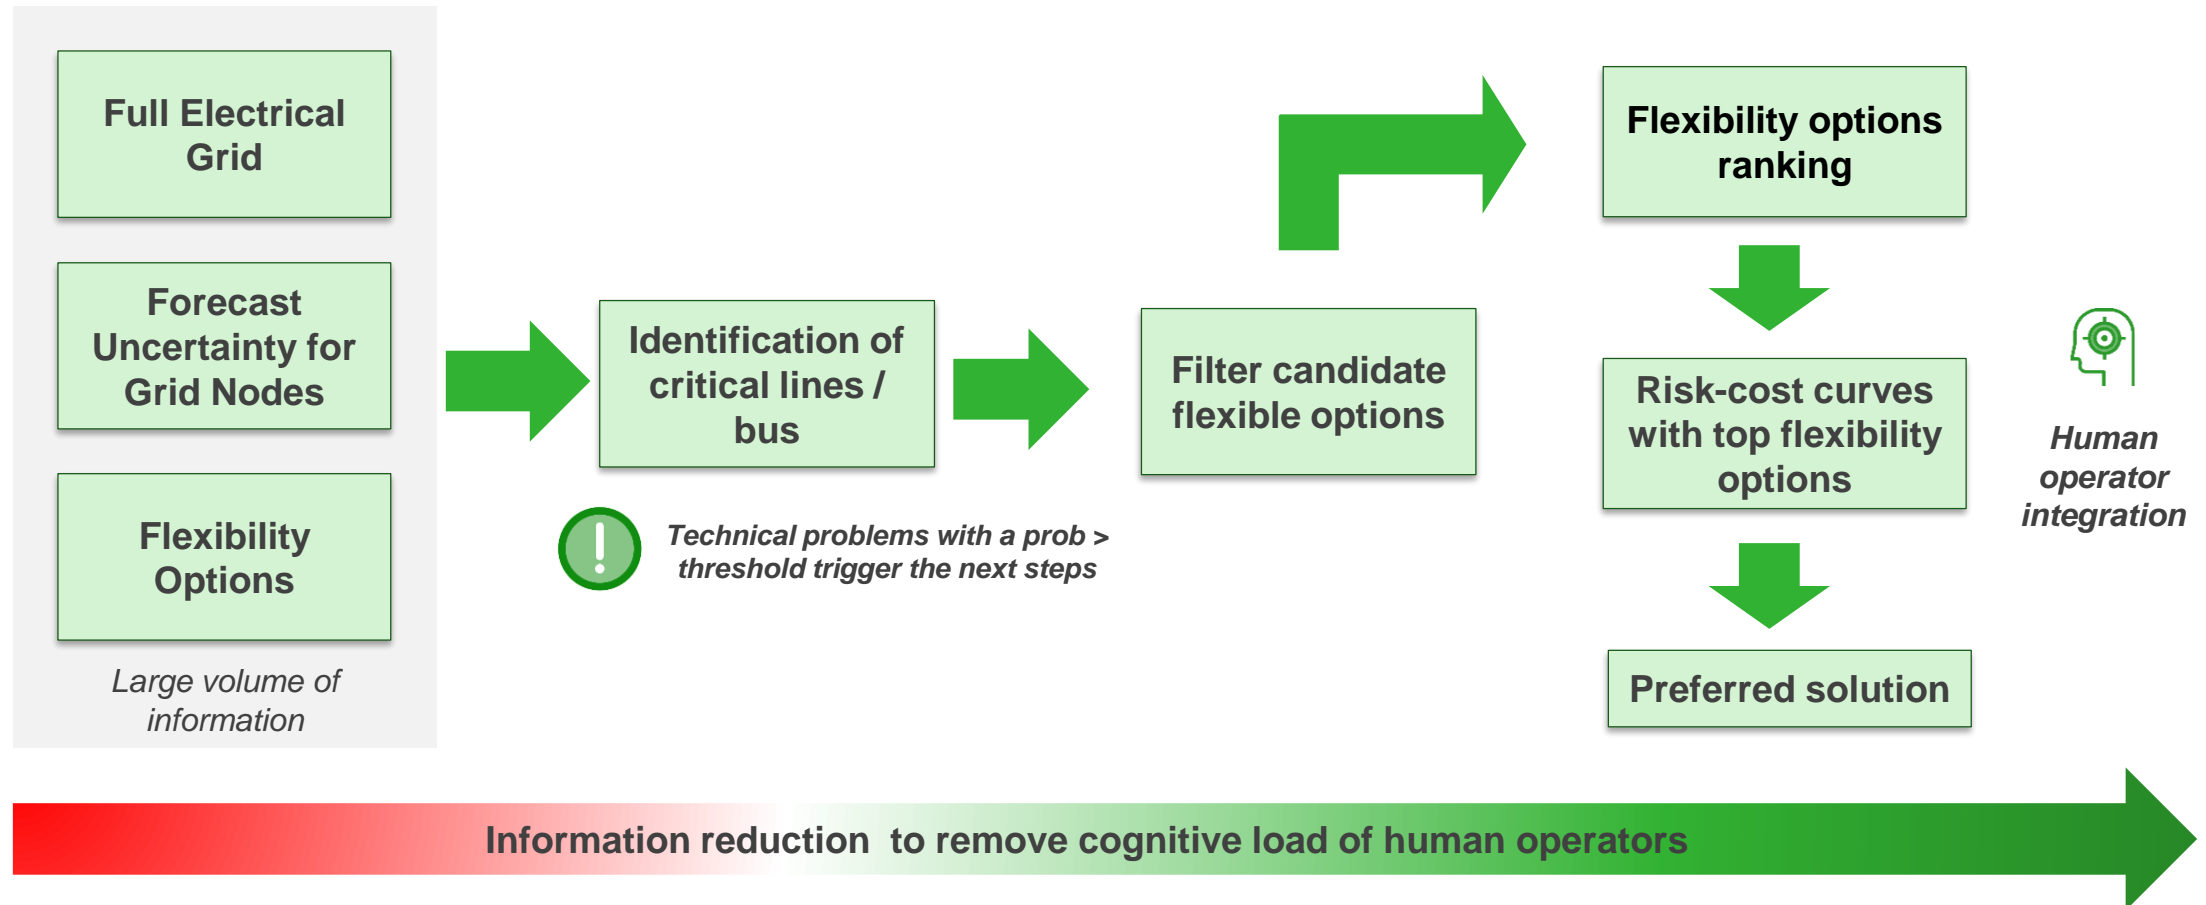 Full Electrical
Grid
Forecast
Uncertainty for
Grid Nodes
Flexibility
Options
Large volume of
information
Identification of
critical lines /
bus
Technical problems with a prob >
threshold trigger the next steps
Filter candidate
flexible options
Flexibility options
ranking
Risk-cost curves
with top flexibility
options
Human
operator
integration
Preferred solution
Information reduction  to remove cognitive load of human operators